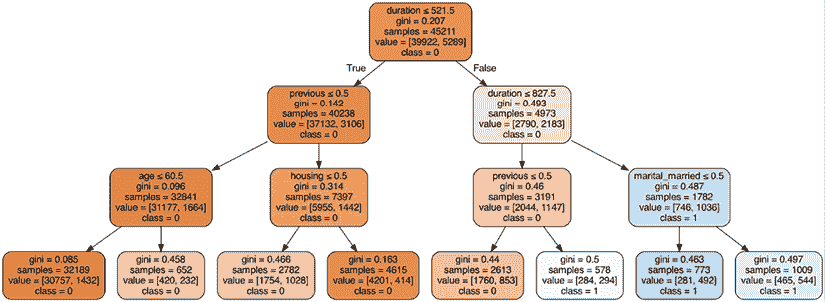 duration ≤ 521.5
gini = 0.207
samples = 45211
value = [39922, 5289]
class = 0
True
False
previous ≤ 0.5
gini = 0.142
samples = 40238
value = [37132, 3106]
class = 0
duration ≤ 827.5
gini = 0.493
samples = 4973
value = [2790, 2183]
class = 0
age ≤ 60.5
gini = 0.096
samples = 32841
value = [31177, 1664]
class = 0
housing ≤ 0.5
gini = 0.314
samples = 7397
value = [5955, 1442]
class = 0
previous ≤ 0.5
gini = 0.46
samples = 3191
value = [2044, 1147]
class = 0
marital_married ≤ 0.5
gini = 0.487
samples = 1782
value = [746, 1036]
class = 1
gini = 0.085
samples = 32189
value = [30757, 1432]
class = 0
gini = 0.458
samples = 652
value = [420, 232]
class = 0
gini = 0.466
samples = 2782
value = [1754, 1028]
class = 0
gini = 0.163
samples = 4615
value = [4201, 414]
class = 0
gini = 0.44
samples = 2613
value = [1760, 853]
class = 0
gini = 0.5
samples = 578
value = [284, 294]
class = 1
gini = 0.463
samples = 773
value = [281, 492]
class = 1
gini = 0.497
samples = 1009
value = [465, 544]
class = 1